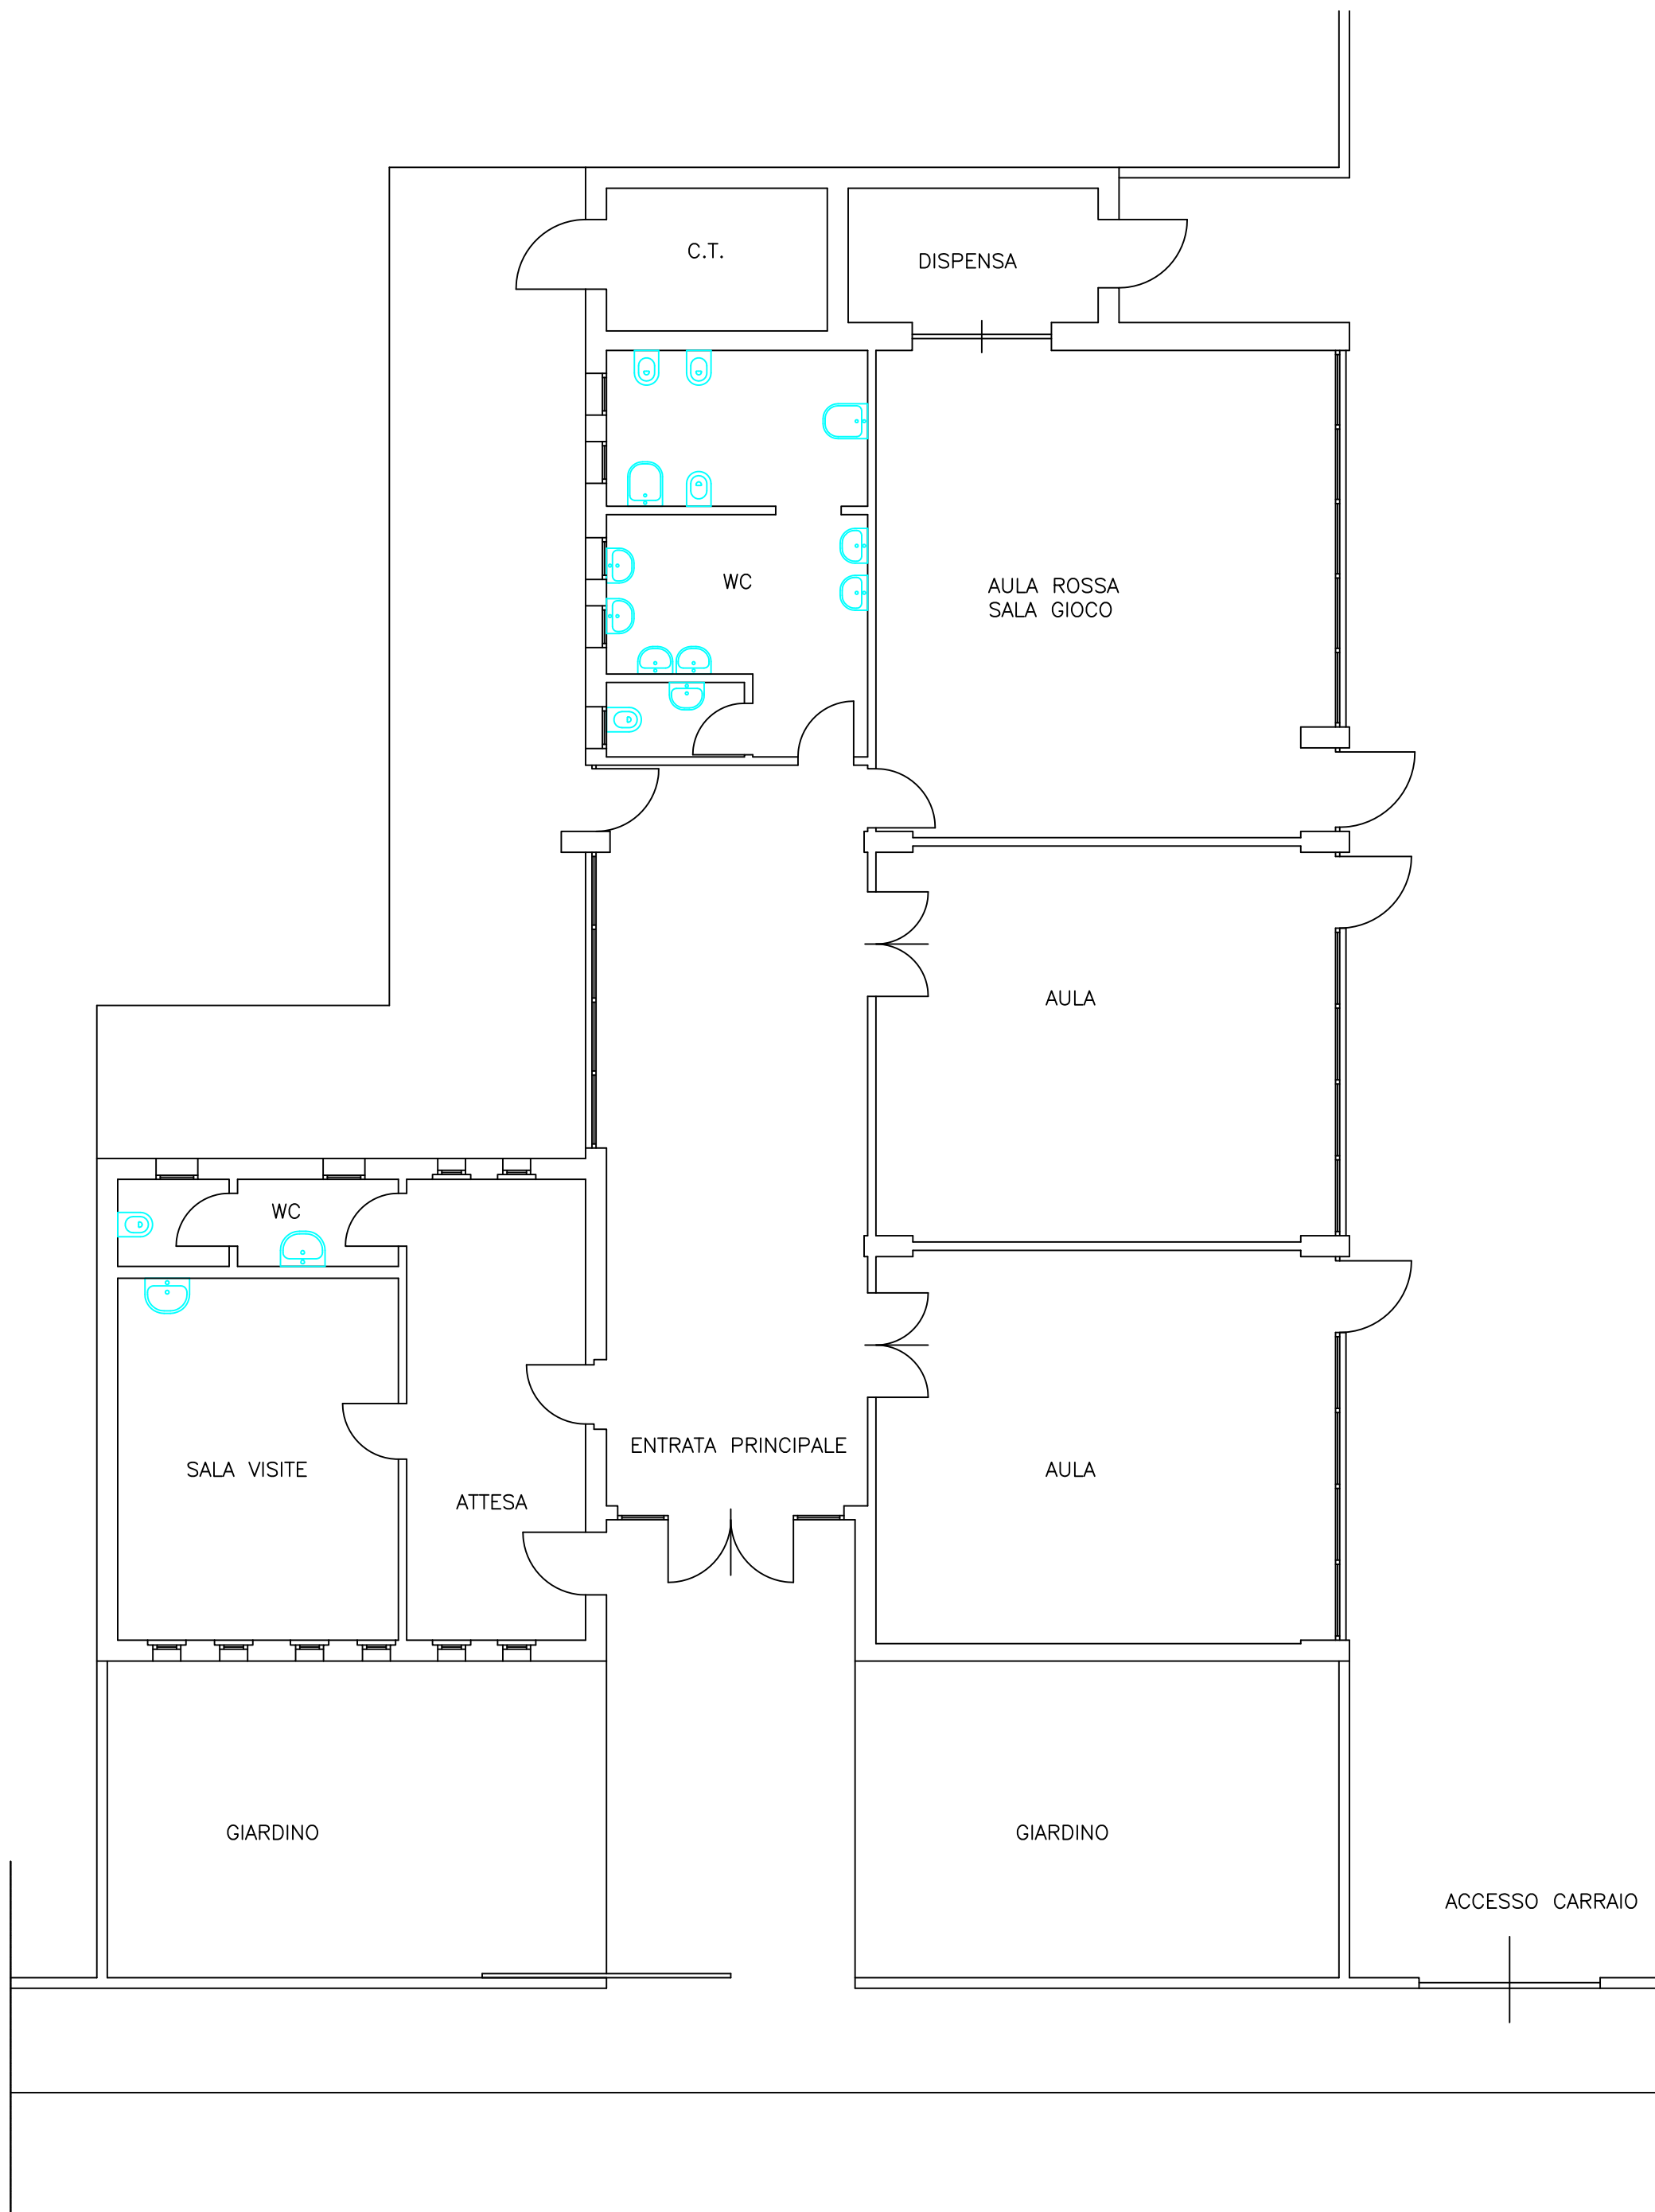 C.T.
DISPENSA
WC
AULA ROSSA
SALA GIOCO
AULA
WC
ENTRATA PRINCIPALE
SALA VISITE
AULA
ATTESA
GIARDINO
GIARDINO
ACCESSO CARRAIO